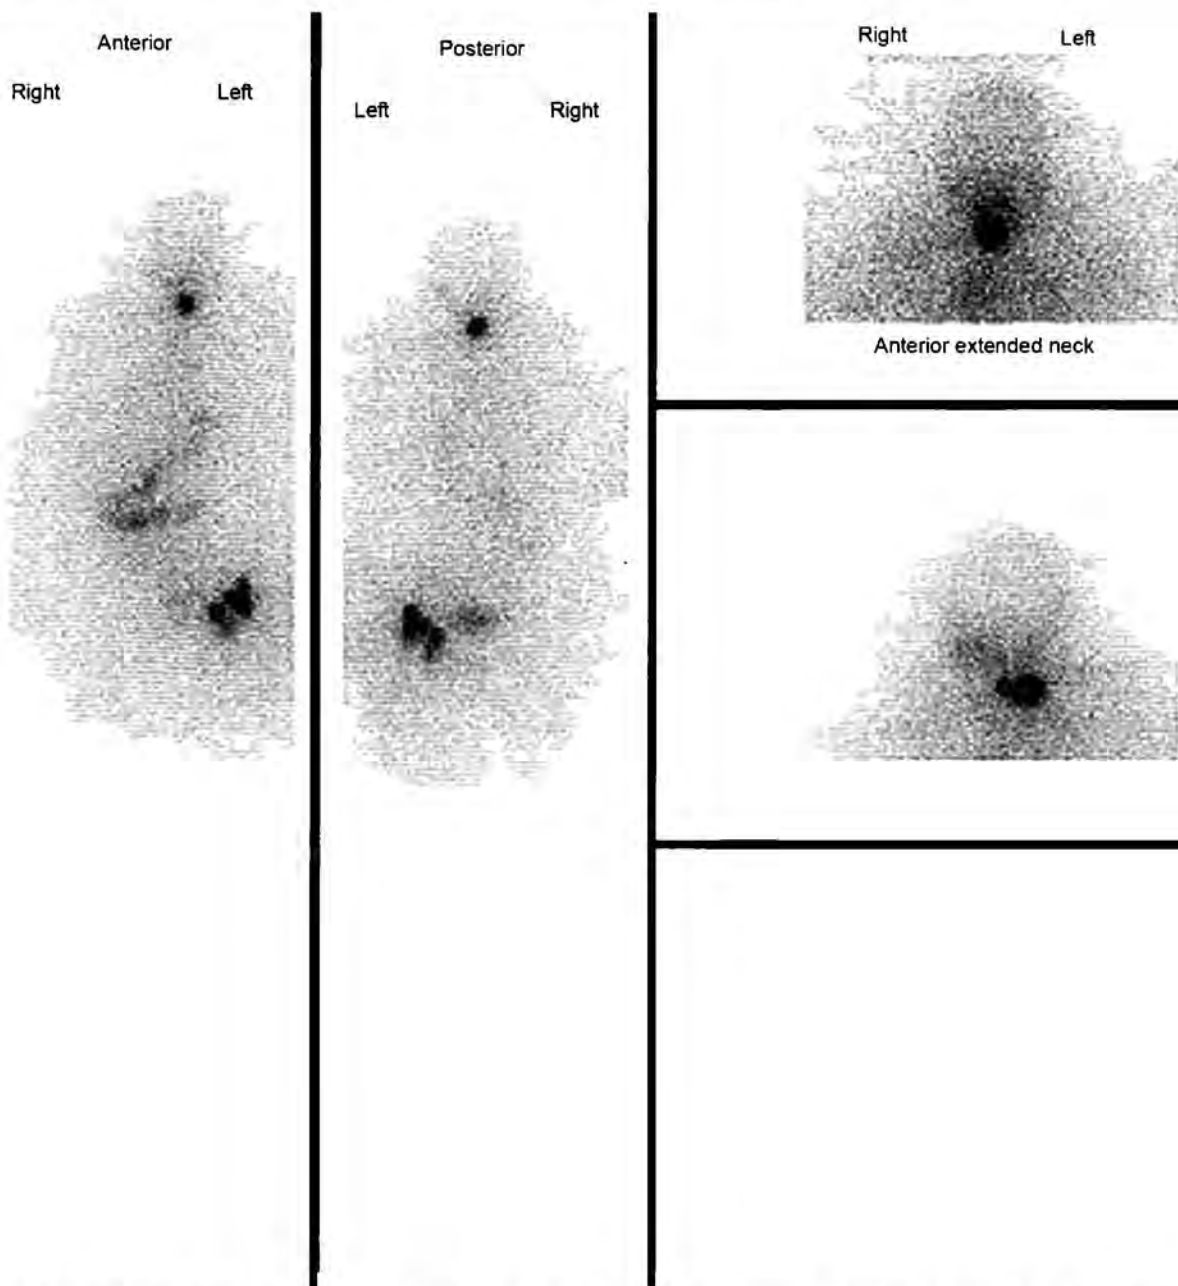 Anterior
Right Left
Posterior
Left Right
Right Left
Anterior extended neck